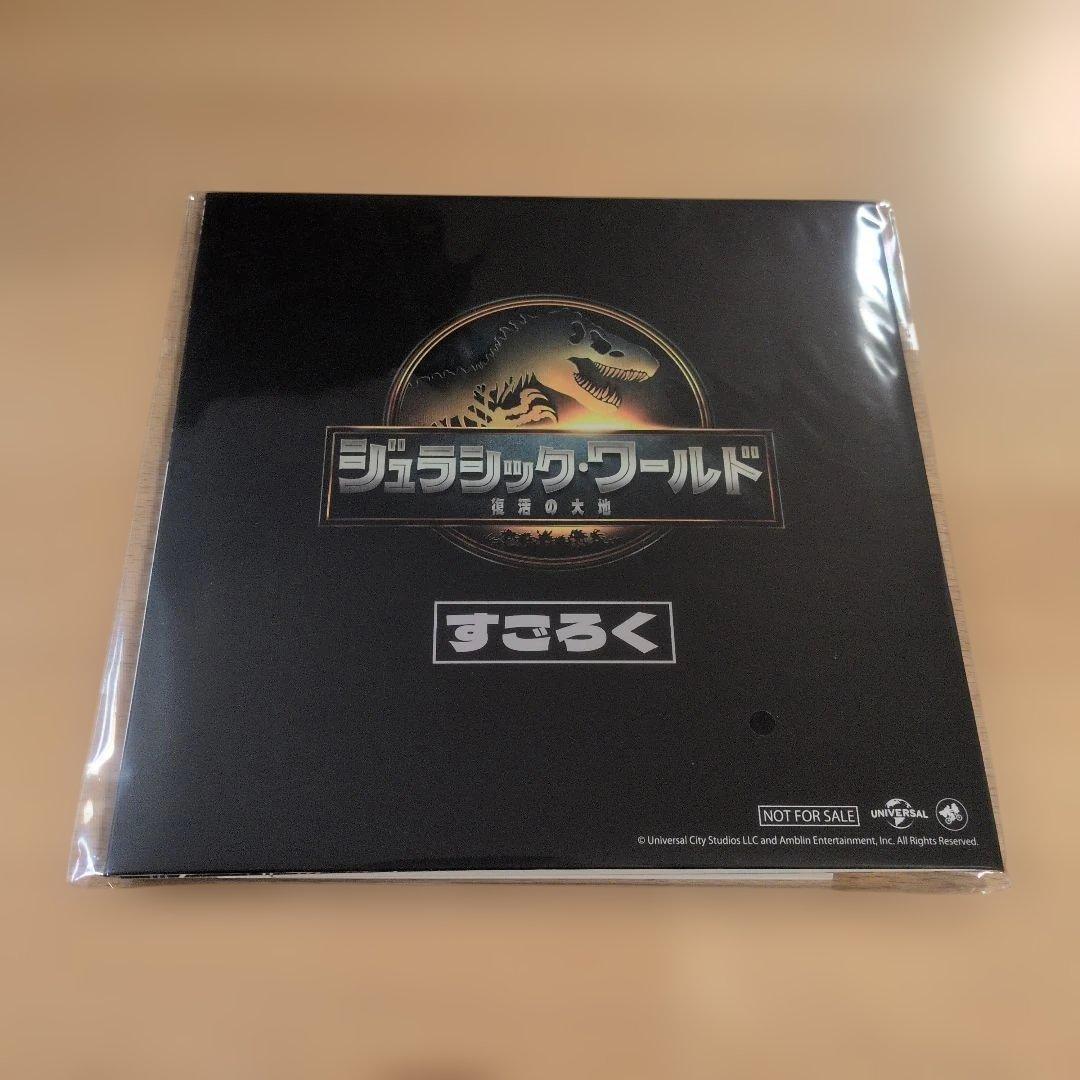 ジュラシック・ワールド
復活の大地
すごろく
NOT FOR SALE
UNIVERSAL
© Universal City Studios LLC and Amblin Entertainment, Inc. All Rights Reserved.